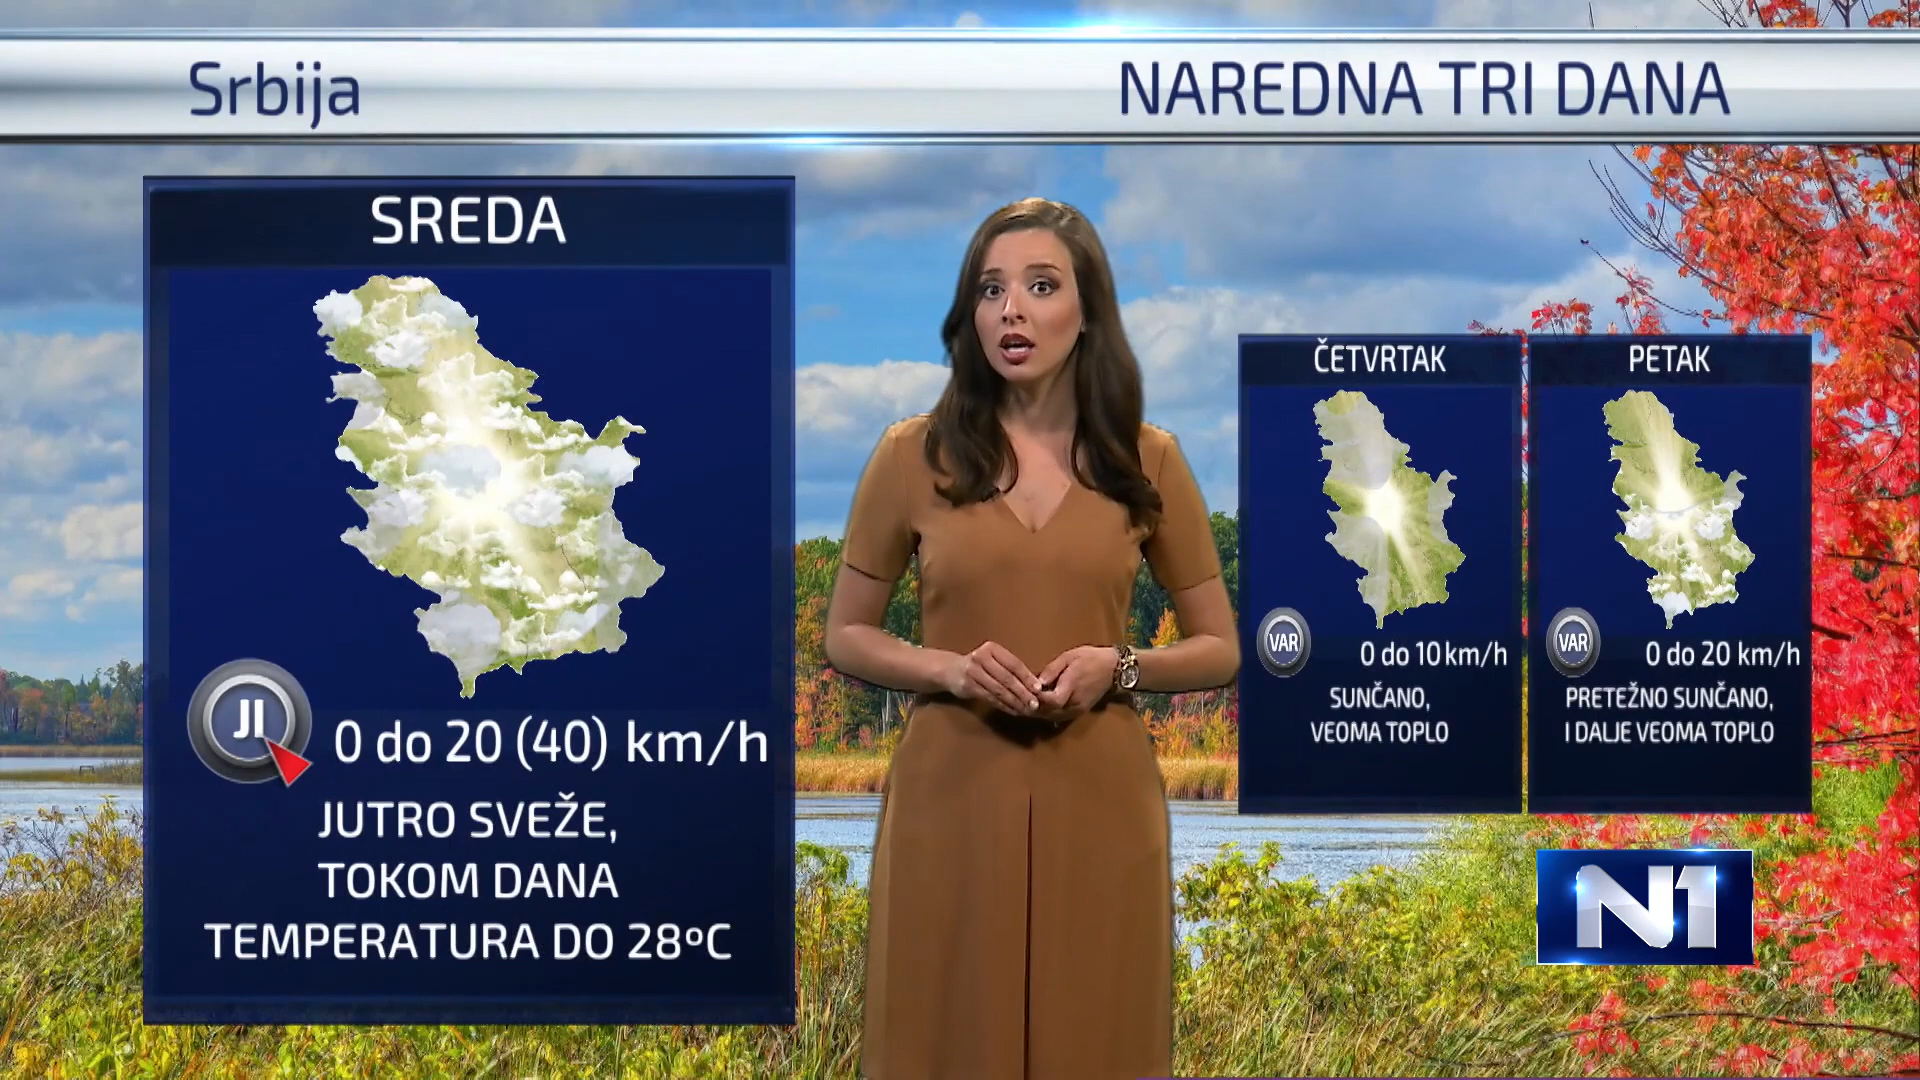 Srbija
NAREDNA TRI DANA
SREDA
JI
0 do 20 (40) km/h
JUTRO SVEŽE,
TOKOM DANA
TEMPERATURA DO 28ºC
ČETVRTAK
VAR
0 do 10 km/h
SUNČANO,
VEOMA TOPLO
PETAK
VAR
0 do 20 km/h
PRETEŽNO SUNČANO,
I DALJE VEOMA TOPLO
N1